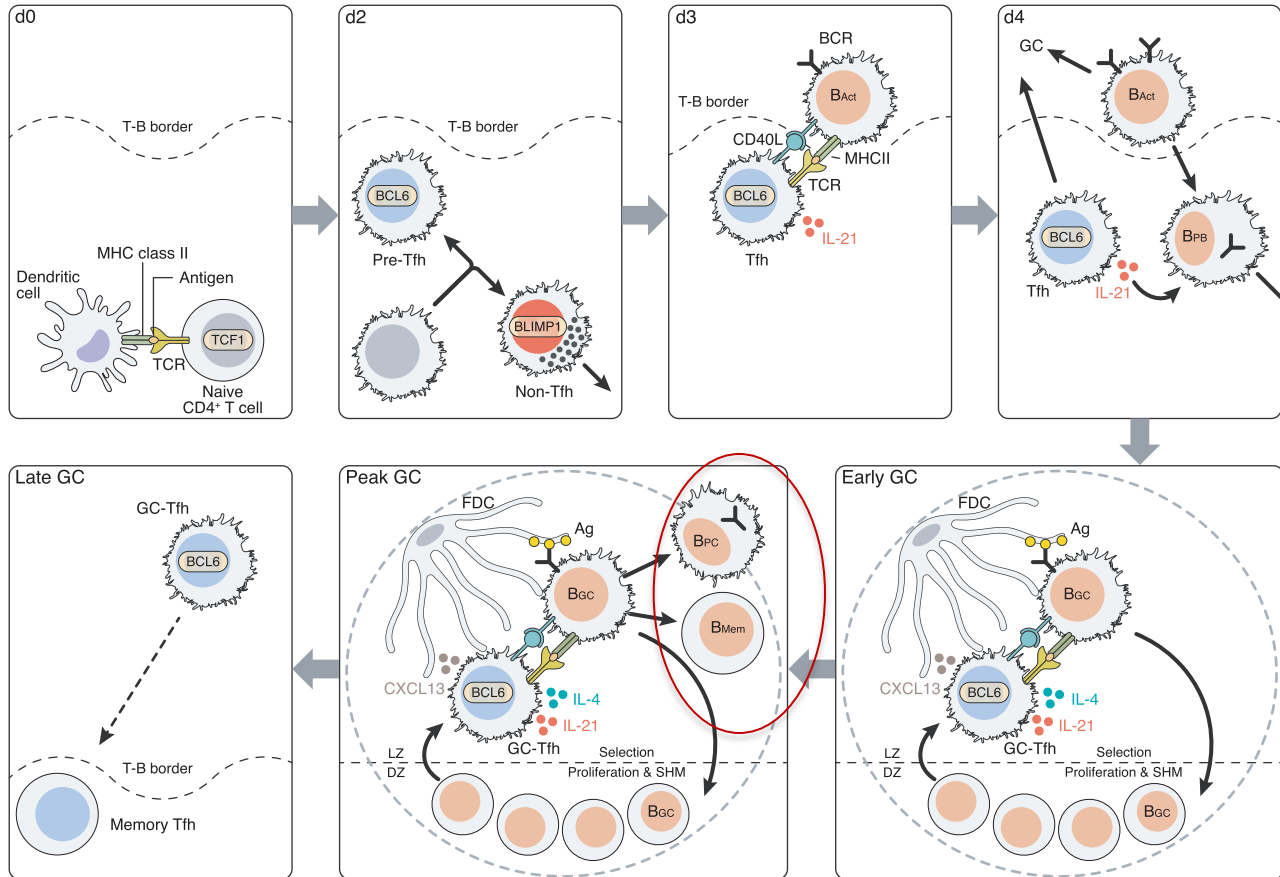 d0
T-B border
MHC class II
Antigen
Dendritic
cell
TCR
TCF1
Naive
CD4+ T cell
d2
T-B border
BCL6
Pre-Tfh
BLIMP1
Non-Tfh
d3
BCR
BAct
T-B border
CD40L
MHCII
TCR
BCL6
IL-21
Tfh
d4
GC
BAct
BCL6
BPB
Tfh
IL-21
Late GC
GC-Tfh
BCL6
T-B border
Memory Tfh
Peak GC
FDC
Ag
BPC
BGC
BMem
CXCL13
BCL6
IL-4
IL-21
GC-Tfh
LZ
Selection
DZ
Proliferation & SHM
BGC
Early GC
FDC
Ag
BGC
CXCL13
BCL6
IL-4
IL-21
GC-Tfh
LZ
Selection
DZ
Proliferation & SHM
BGC